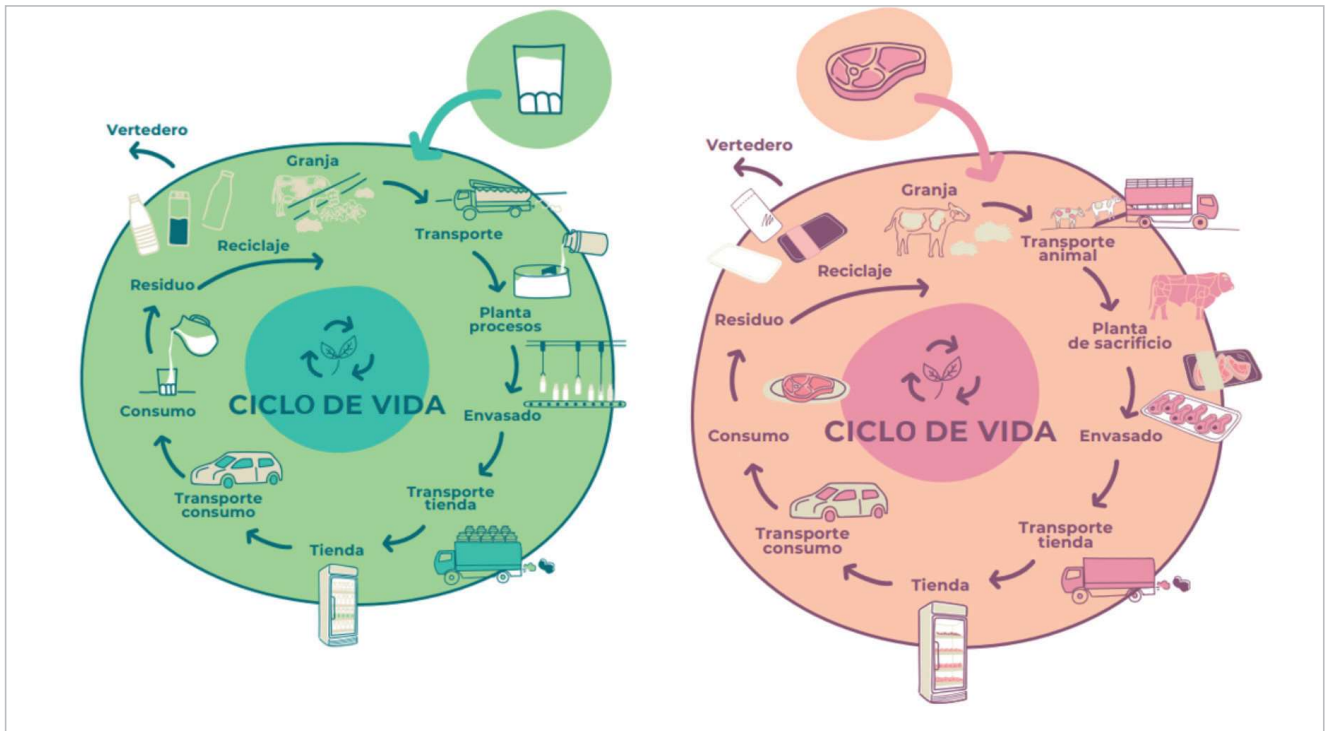 Vertedero
Granja
Transporte
Reciclaje
Residuo
Planta
procesos
CICLO DE VIDA
Consumo
Envasado
Transporte
consumo
Transporte
tienda
Tienda
Vertedero
Granja
Transporte
animal
Reciclaje
Residuo
Planta
de sacrificio
CICLO DE VIDA
Consumo
Envasado
Transporte
consumo
Transporte
tienda
Tienda